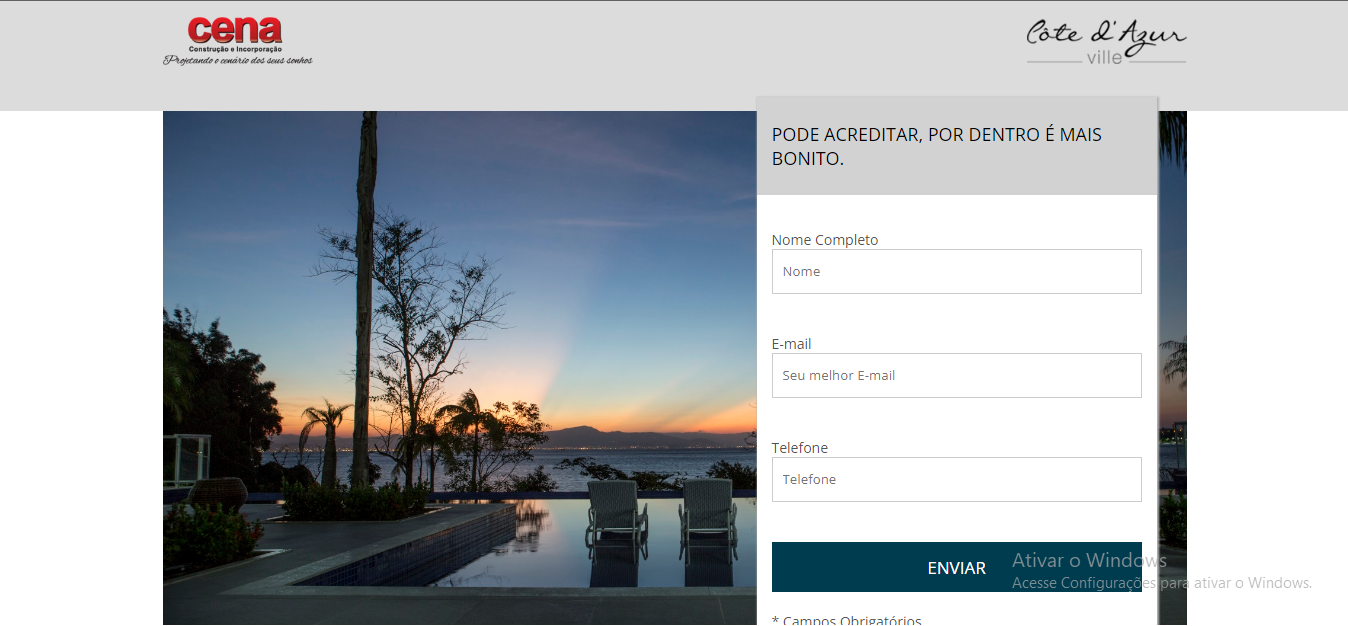 cena
Construção e Incorporação
Projetando o cenário dos seus sonhos
Côte d'Azur
ville
PODE ACREDITAR, POR DENTRO É MAIS
BONITO.
Nome Completo
Nome
E-mail
Seu melhor E-mail
Telefone
Telefone
ENVIAR
Ativar o Windows
Acesse Configurações para ativar o Windows.
* Campos Obrigatórios